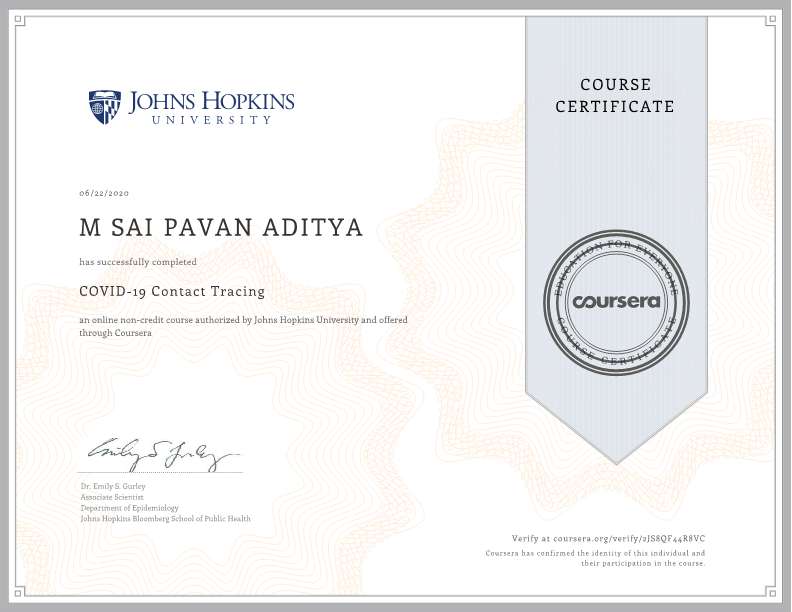 JOHNS HOPKINS
UNIVERSITY
COURSE
CERTIFICATE
06/22/2020
M SAI PAVAN ADITYA
has successfully completed
COVID-19 Contact Tracing
an online non-credit course authorized by Johns Hopkins University and offered
through Coursera
EDUCATION FOR EVERYONE
coursera
COURSE CERTIFICATE
Dr. Emily S. Gurley
Associate Scientist
Department of Epidemiology
Johns Hopkins Bloomberg School of Public Health
Verify at coursera.org/verify/2JS8QF44R8VC
Coursera has confirmed the identity of this individual and
their participation in the course.